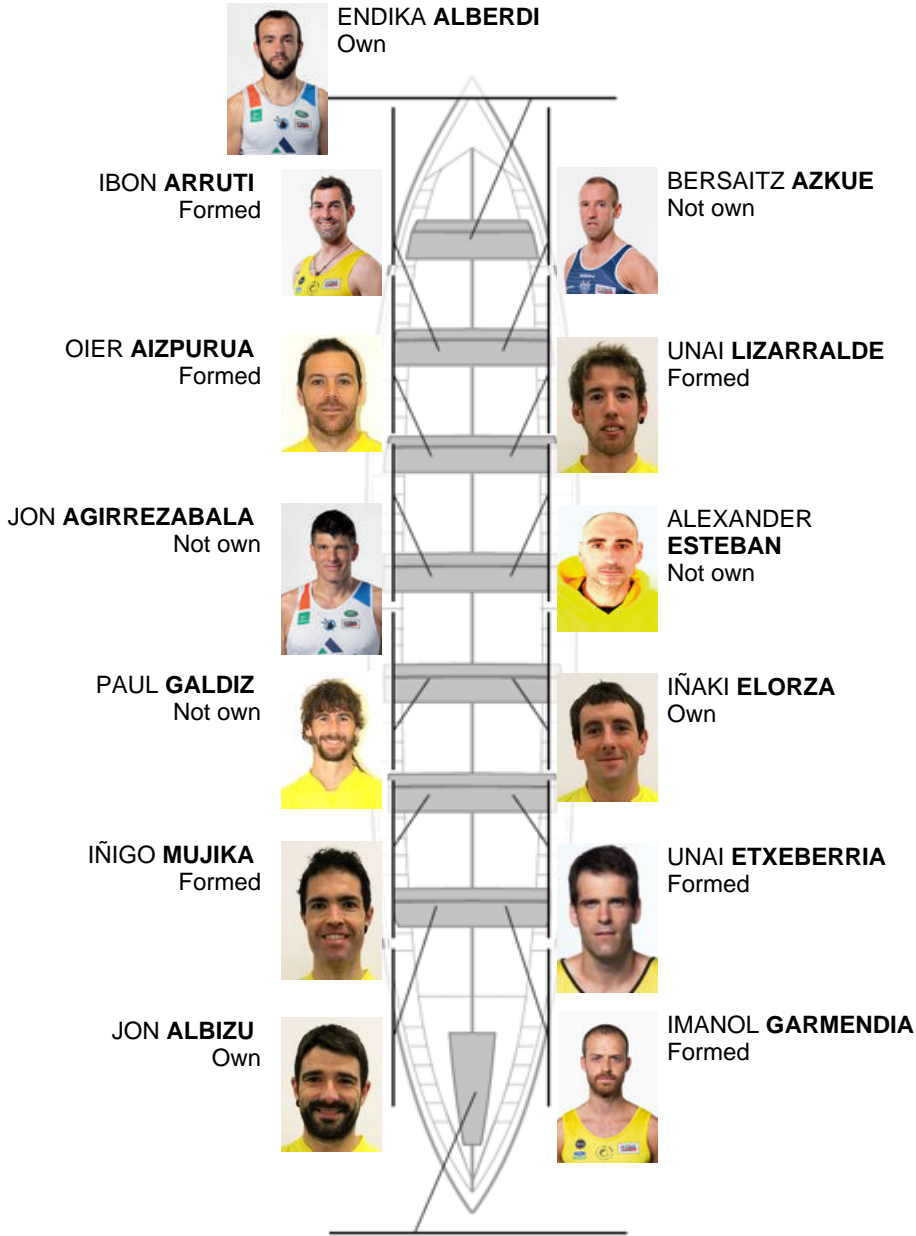 ENDIKA ALBERDI
Own
IBON ARRUTI
Formed
BERSAITZ AZKUE
Not own
OIER AIZPURUA
Formed
UNAI LIZARRALDE
Formed
JON AGIRREZABALA
Not own
ALEXANDER
ESTEBAN
Not own
PAUL GALDIZ
Not own
IÑAKI ELORZA
Own
IÑIGO MUJIKA
Formed
UNAI ETXEBERRIA
Formed
JON ALBIZU
Own
IMANOL GARMENDIA
Formed